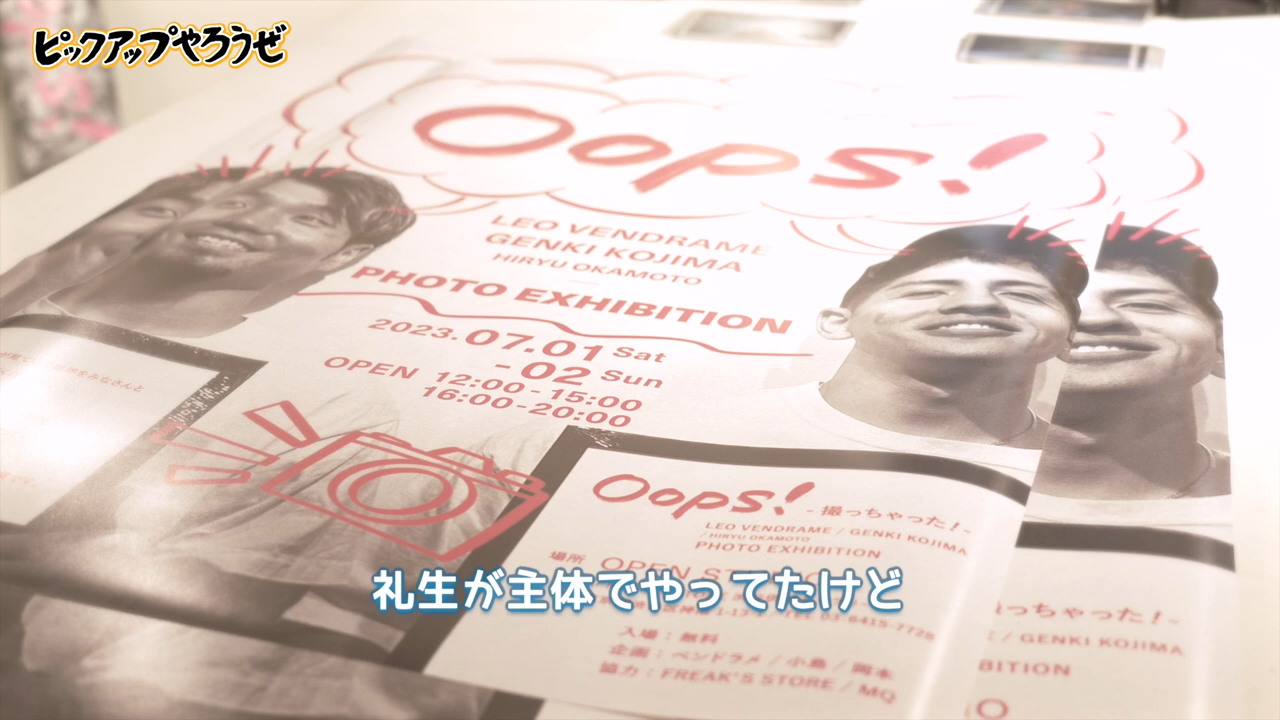 ピックアップやろうぜ
Oops!
LEO VENDRAME
GENKI KOJIMA
HIRYU OKAMOTO
PHOTO EXHIBITION
2023.07.01 Sat
-02 Sun
OPEN 12:00-15:00
16:00-20:00
Oops! -撮っちゃった!-
LEO VENDRAME / GENKI KOJIMA
/ HIRYU OKAMOTO
PHOTO EXHIBITION
場所 OPEN
礼生が主体でやってたけど
入場：無料
企画：ベンドラメ / 小島 / 岡本
協力：FREAK'S STORE / MQ
っちゃった!-
/ GENKI KOJIMA
BITION